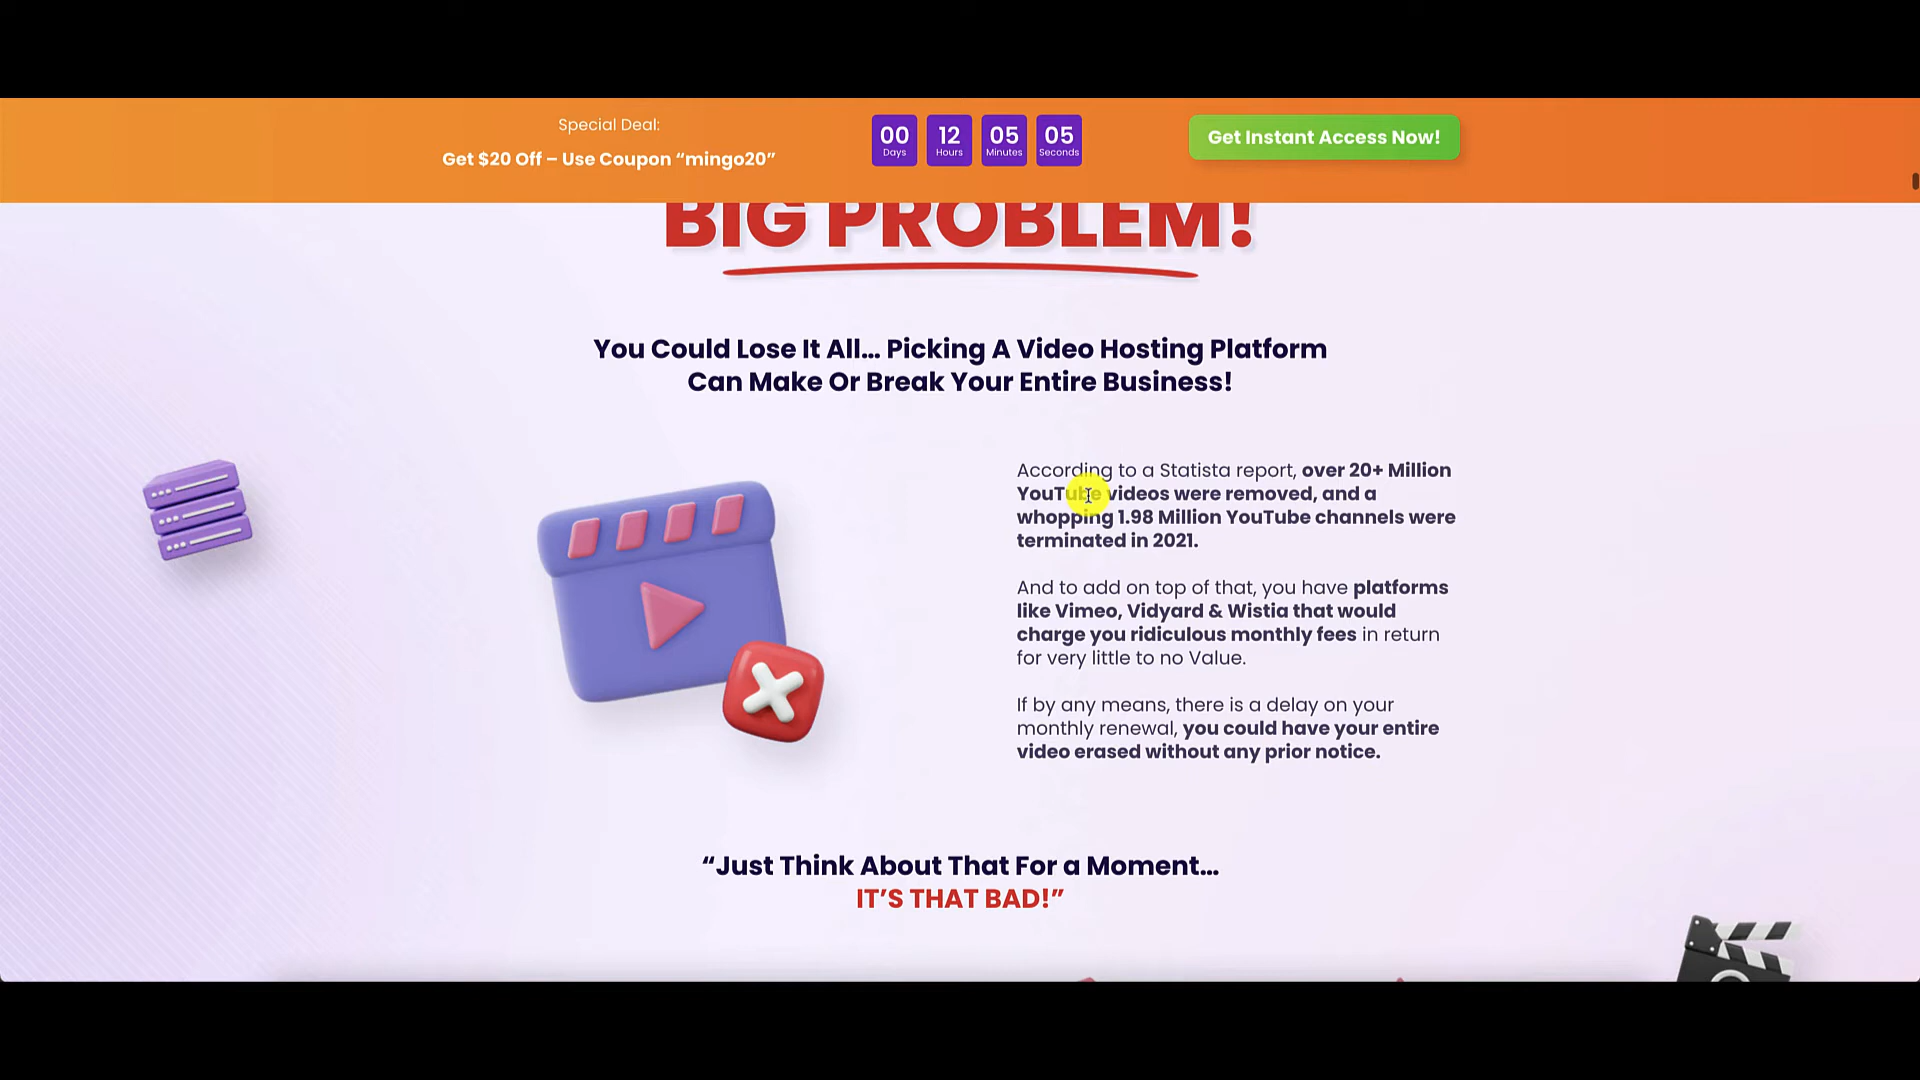 Special Deal:
Get $20 Off – Use Coupon “mingo20”
00 12 05 05
Days Hours Minutes Seconds
Get Instant Access Now!
BIG PROBLEM!
You Could Lose It All... Picking A Video Hosting Platform
Can Make Or Break Your Entire Business!
According to a Statista report, over 20+ Million
YouTube videos were removed, and a
whopping 1.98 Million YouTube channels were
terminated in 2021.
And to add on top of that, you have platforms
like Vimeo, Vidyard & Wistia that would
charge you ridiculous monthly fees in return
for very little to no Value.
If by any means, there is a delay on your
monthly renewal, you could have your entire
video erased without any prior notice.
“Just Think About That For a Moment...
IT’S THAT BAD!”